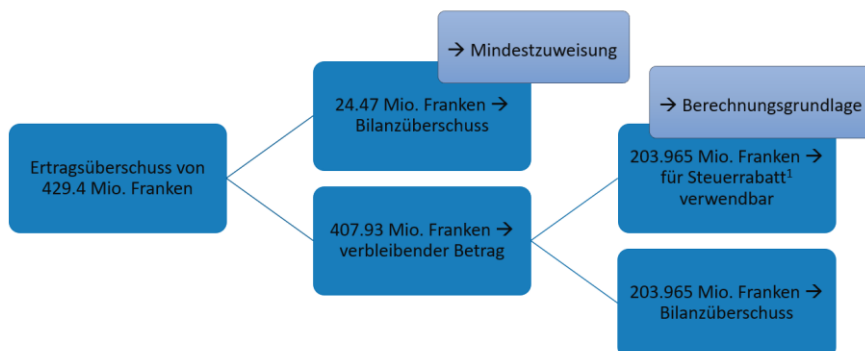 Ertragsüberschuss von
429.4 Mio. Franken
→ Mindestzuweisung
24.47 Mio. Franken →
Bilanzüberschuss
407.93 Mio. Franken →
verbleibender Betrag
→ Berechnungsgrundlage
203.965 Mio. Franken →
für Steuerrabatt¹
verwendbar
203.965 Mio. Franken →
Bilanzüberschuss